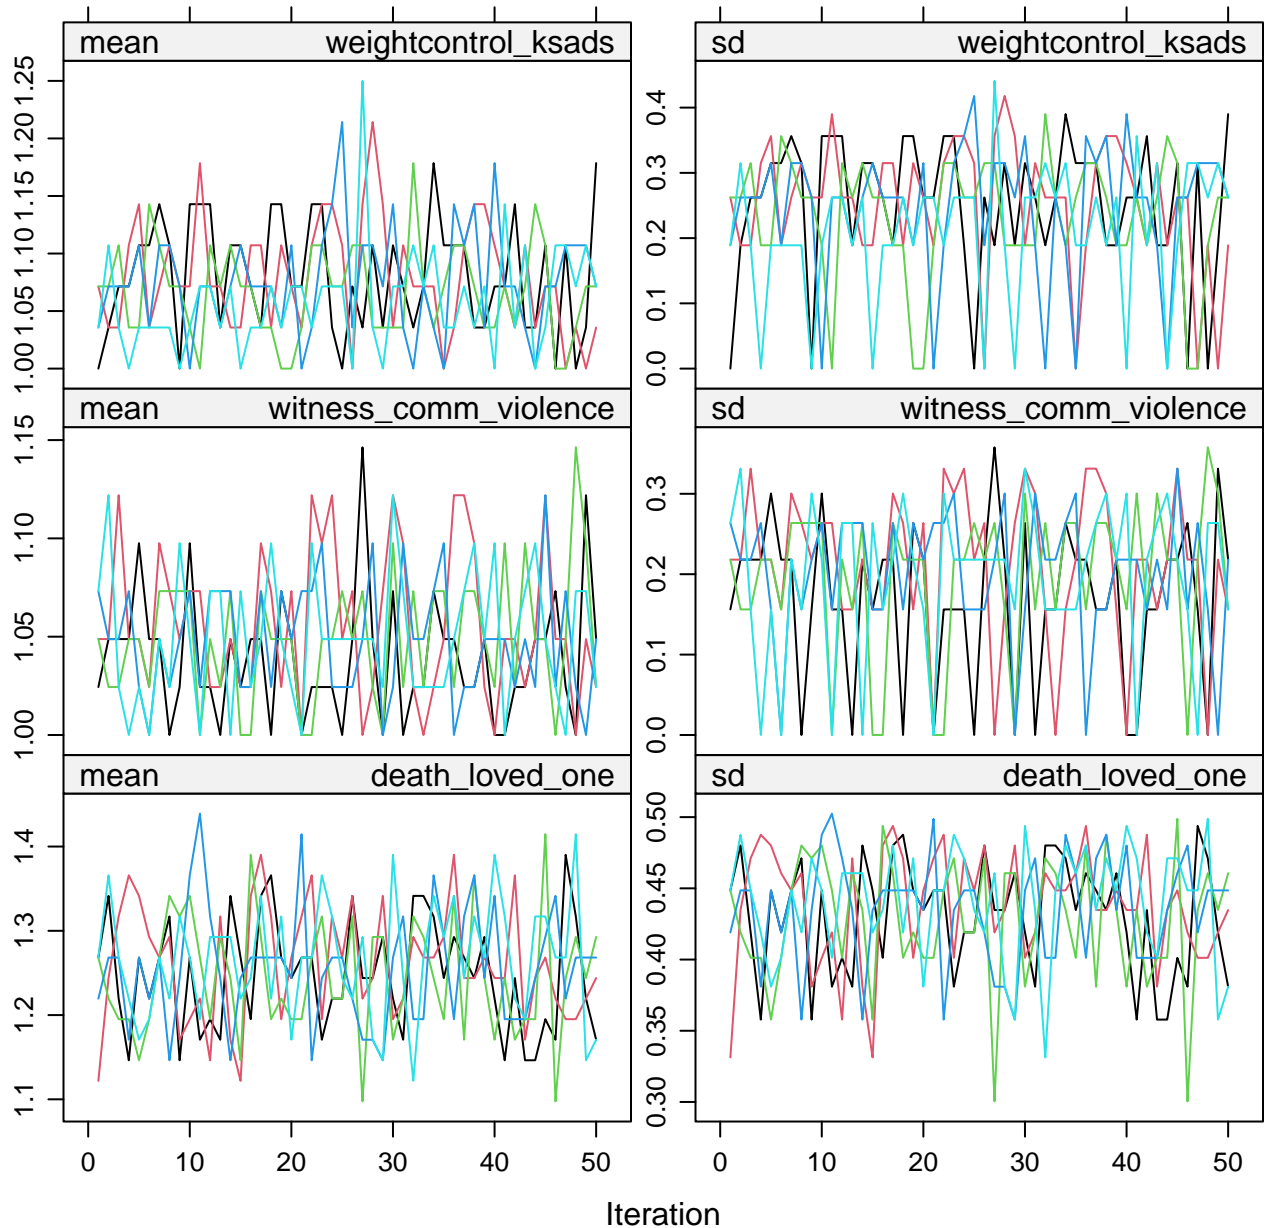 mean weightcontrol_ksads sd weightcontrol_ksads
1.00 1.05 1.10 1.15 1.20 1.25
0.0 0.1 0.2 0.3 0.4
mean witness_comm_violence sd witness_comm_violence
1.00 1.05 1.10 1.15
0.0 0.1 0.2 0.3
mean death_loved_one sd death_loved_one
1.1 1.2 1.3 1.4
0.30 0.35 0.40 0.45 0.50
0 10 20 30 40 50 0 10 20 30 40 50
Iteration